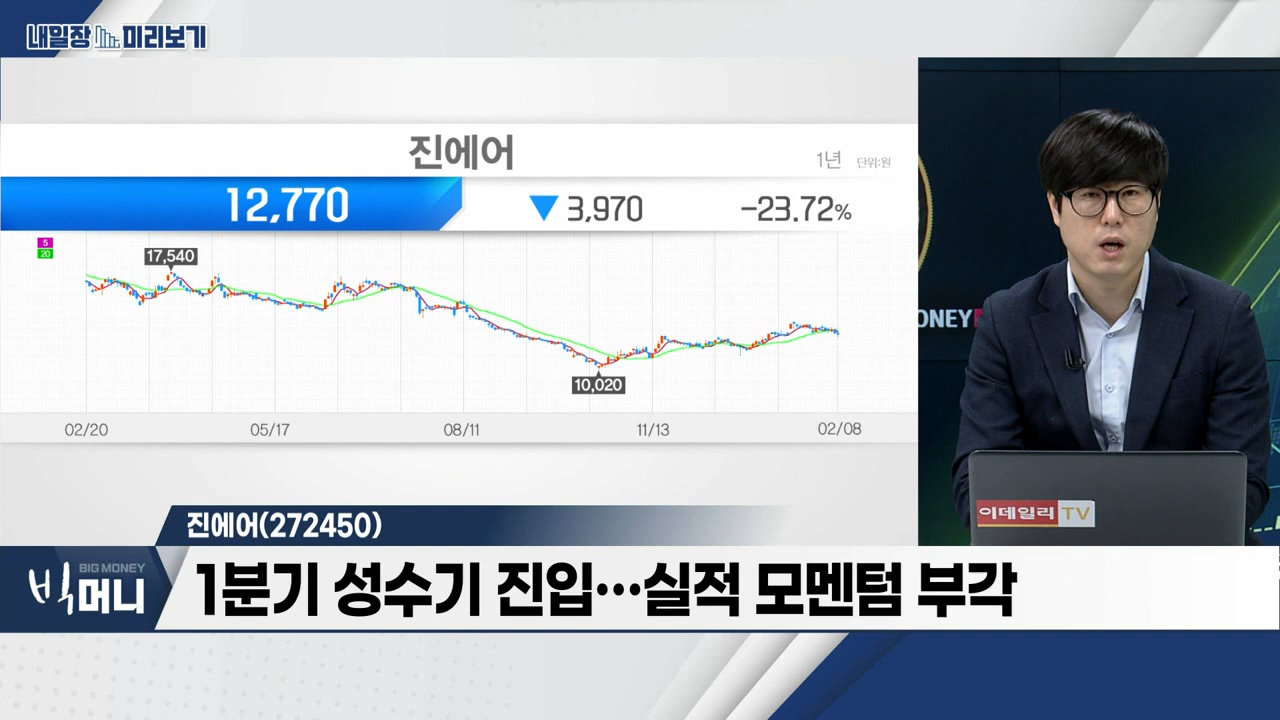 내일장 미리보기
진에어
1년 단위:원
12,770 ▼ 3,970 -23.72%
5
20
17,540
10,020
02/20 05/17 08/11 11/13 02/08
ONEY
이데일리 TV
진에어(272450)
BIG MONEY
빅머니
1분기 성수기 진입…실적 모멘텀 부각